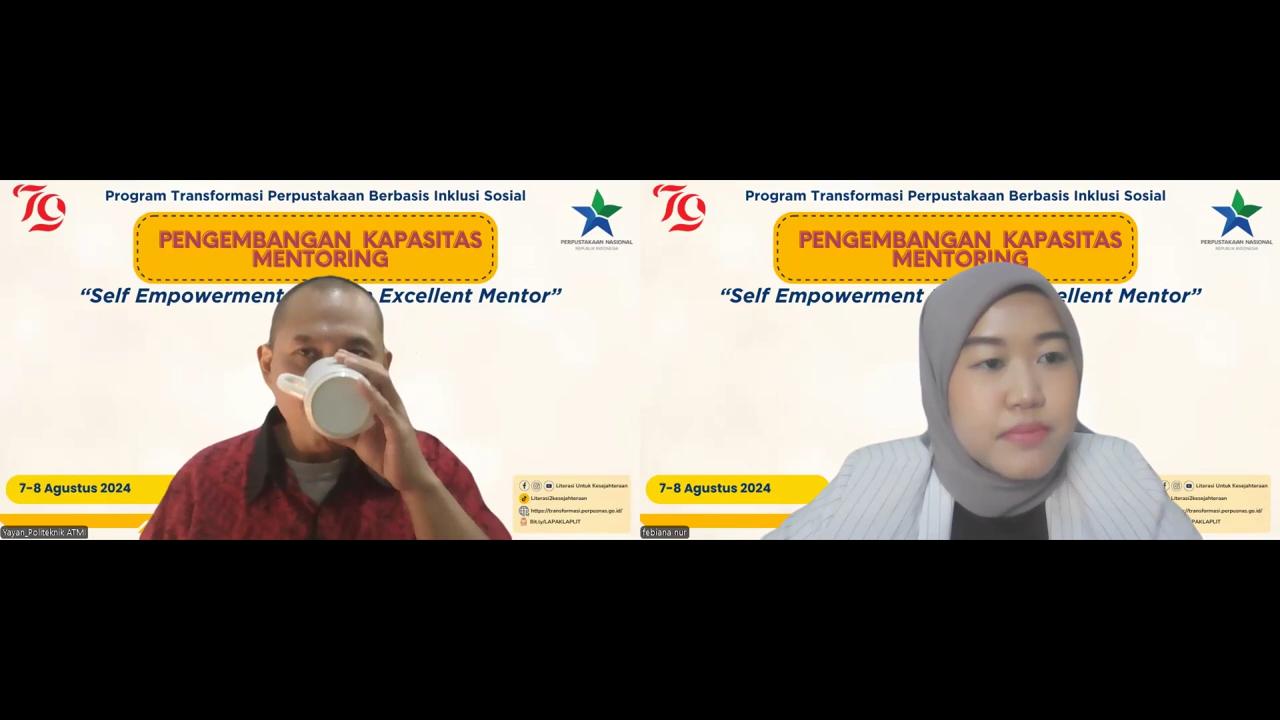 79
Program Transformasi Perpustakaan Berbasis Inklusi Sosial
PENGEMBANGAN KAPASITAS
MENTORING
PERPUSTAKAAN NASIONAL
REPUBLIK INDONESIA
“Self Empowerment Excellent Mentor”
7-8 Agustus 2024
Literasi Untuk Kesejahteraan
Literasi2kesejahteraan
https://transformasi.perpusnas.go.id/
Bit.ly/LAPAKLAPLIT
Yayan_Politeknik ATMI
79
Program Transformasi Perpustakaan Berbasis Inklusi Sosial
PENGEMBANGAN KAPASITAS
MENTORING
PERPUSTAKAAN NASIONAL
REPUBLIK INDONESIA
“Self Empowerment ellent Mentor”
7-8 Agustus 2024
Literasi Untuk Kesejahteraan
Literasi2kesejahteraan
https://transformasi.perpusnas.go.id/
febiana nur